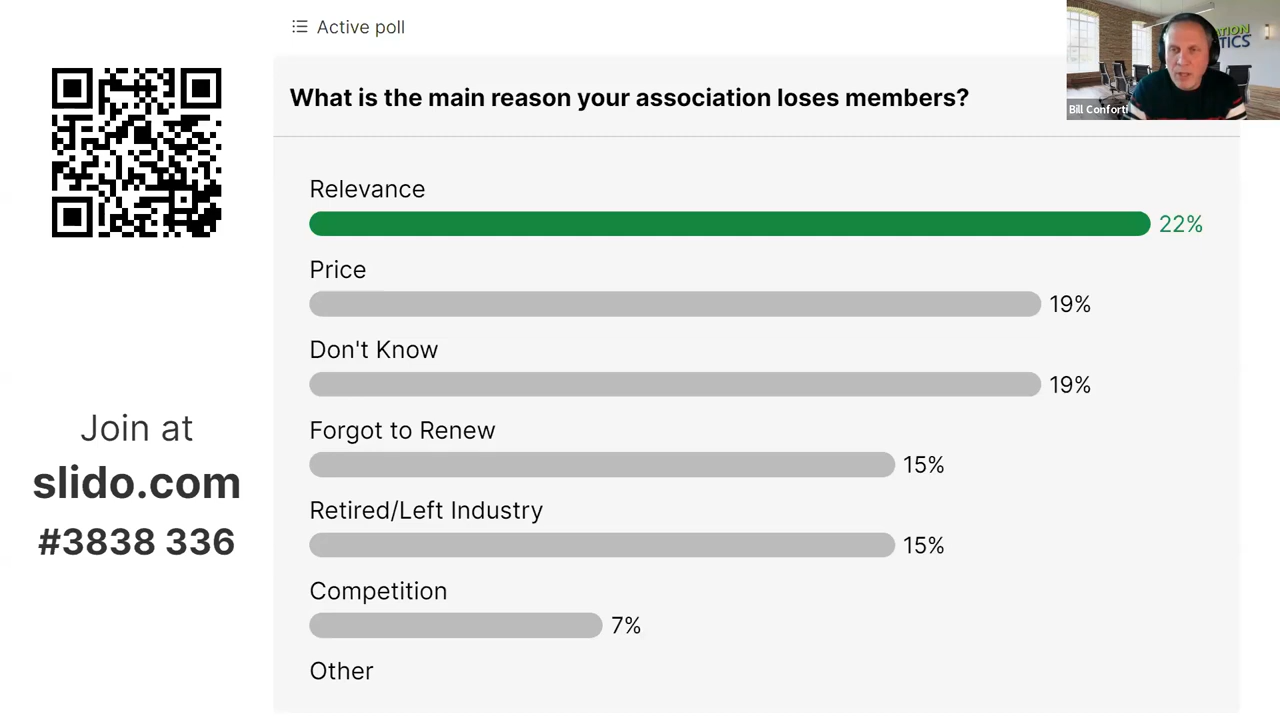 Active poll
What is the main reason your association loses members?
Relevance
22%
Price
19%
Don't Know
19%
Forgot to Renew
15%
Retired/Left Industry
15%
Competition
7%
Other
Join at
slido.com
#3838 336
Bill Conforti